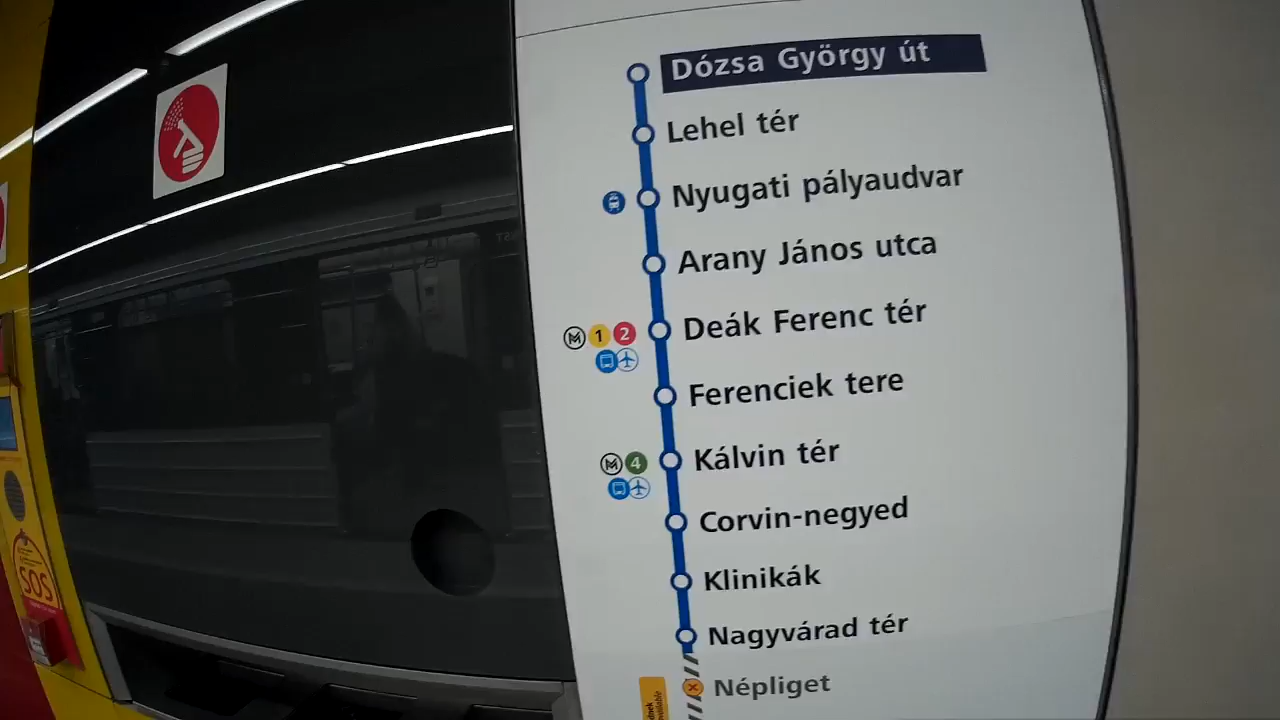 Dózsa György út
Lehel tér
Nyugati pályaudvar
Arany János utca
M 1 2
Deák Ferenc tér
Ferenciek tere
M 4
Kálvin tér
Corvin-negyed
Klinikák
Nagyvárad tér
Népliget
SOS